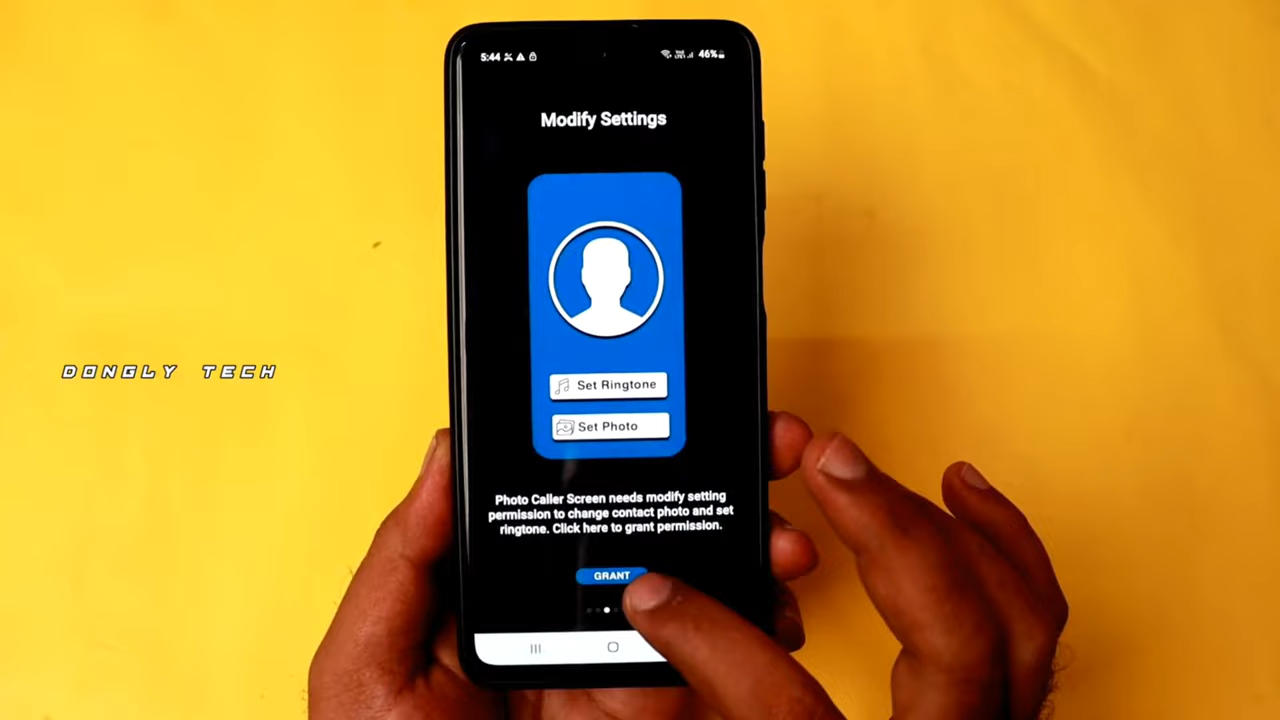 5:44
46%
Modify Settings
DONGLY TECH
Set Ringtone
Set Photo
Photo Caller Screen needs modify setting
permission to change contact photo and set
ringtone. Click here to grant permission.
GRANT